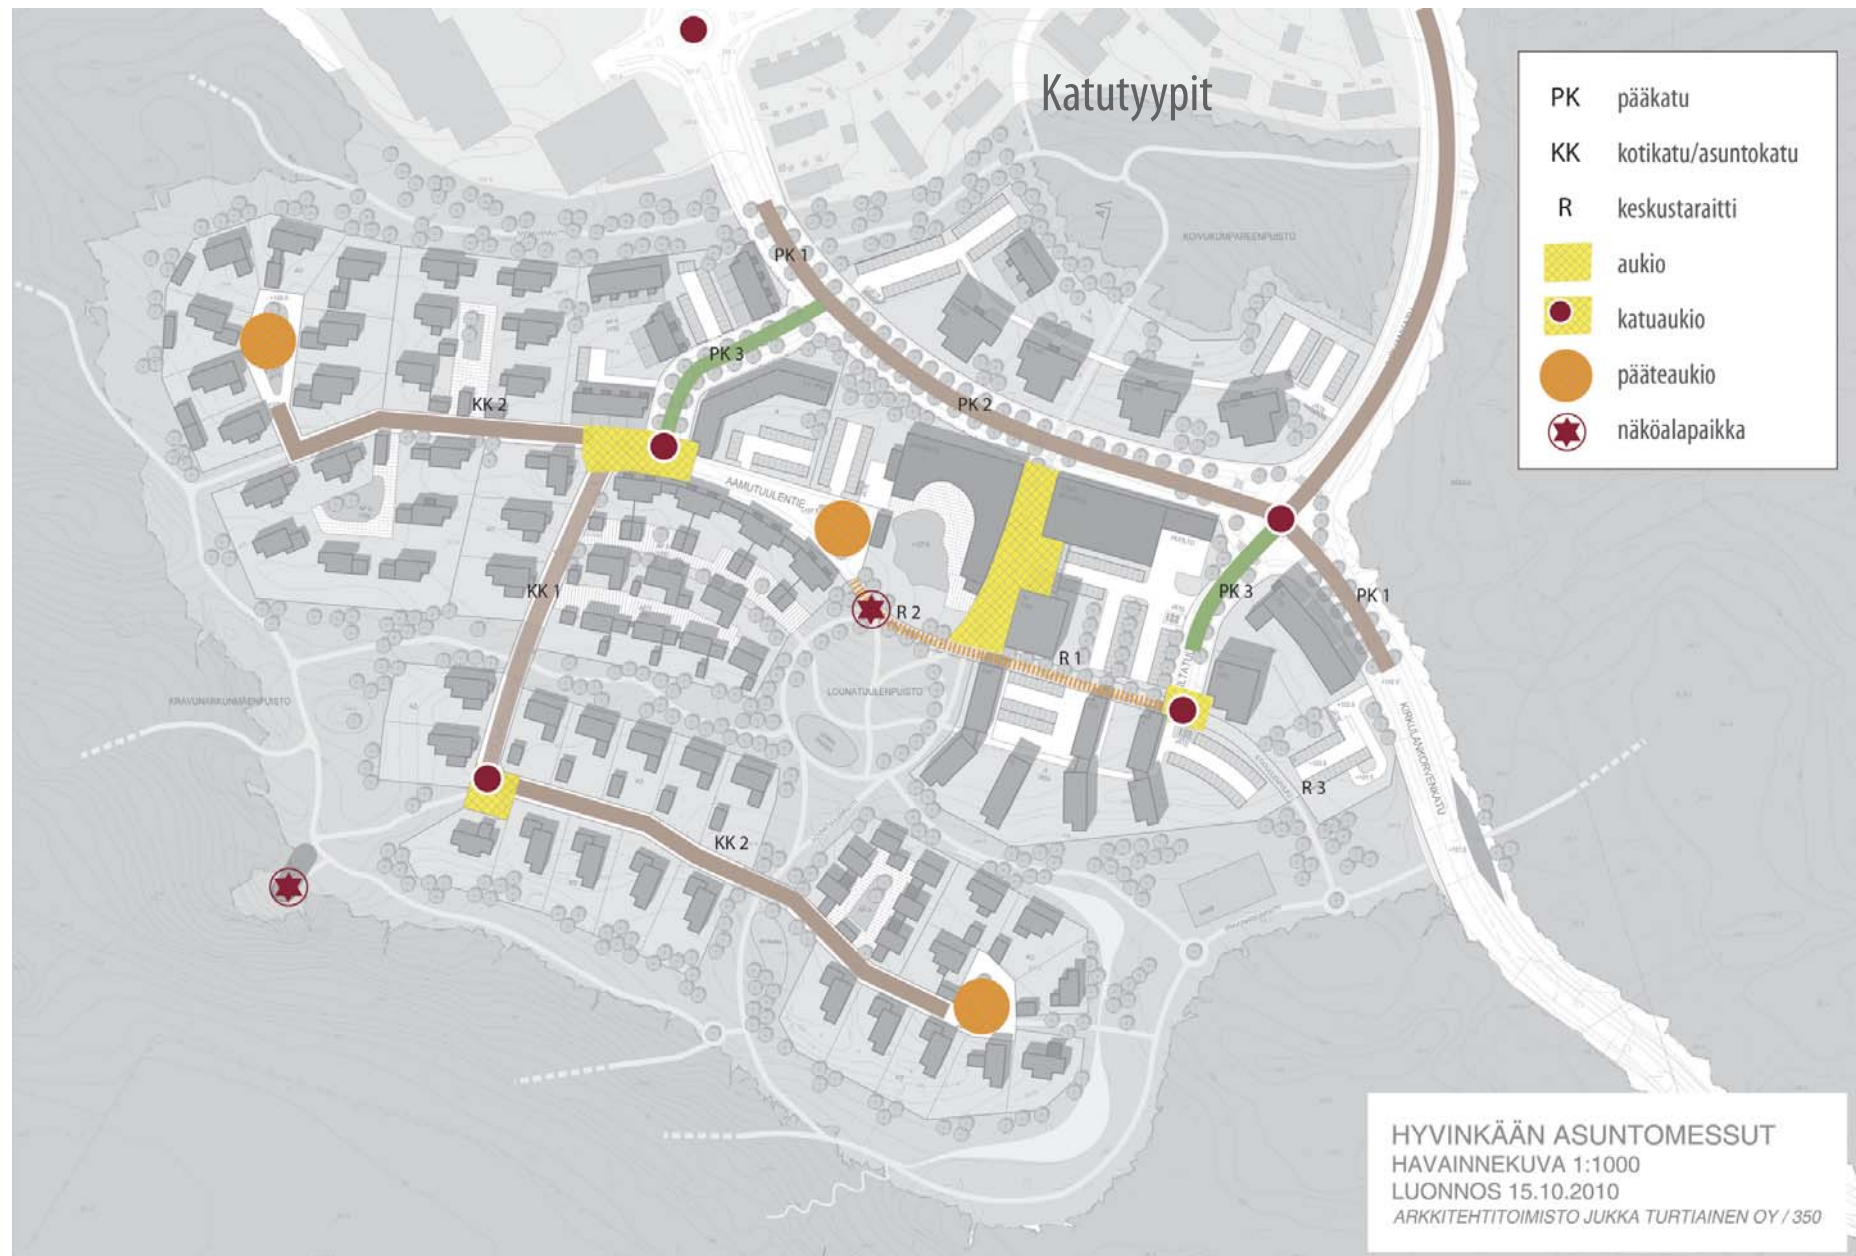 Katutyypit
PK pääkatu
KK kotikatu/asuntokatu
R keskustaraitti
aukio
katuaukio
pääteaukio
näköalapaikka
KOIVUKUMPAREENPUISTO
PK 1
PK 3
PK 2
KK 2
AAMUTUULENTIE
KK 1
PK 3
PK 1
R 2
R 1
LOUNATUULENPUISTO
KRAVUNARKUNMÄENPUISTO
KIRKULANKORVENKATU
R 3
KK 2
HYVINKÄÄN ASUNTOMESSUT
HAVAINNEKUVA 1:1000
LUONNOS 15.10.2010
ARKKITEHTITOIMISTO JUKKA TURTIAINEN OY / 350